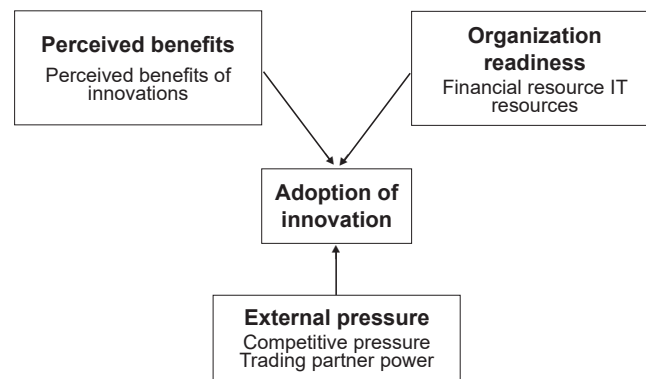 Perceived benefits
Perceived benefits of
innovations
Organization
readiness
Financial resource IT
resources
Adoption of
innovation
External pressure
Competitive pressure
Trading partner power